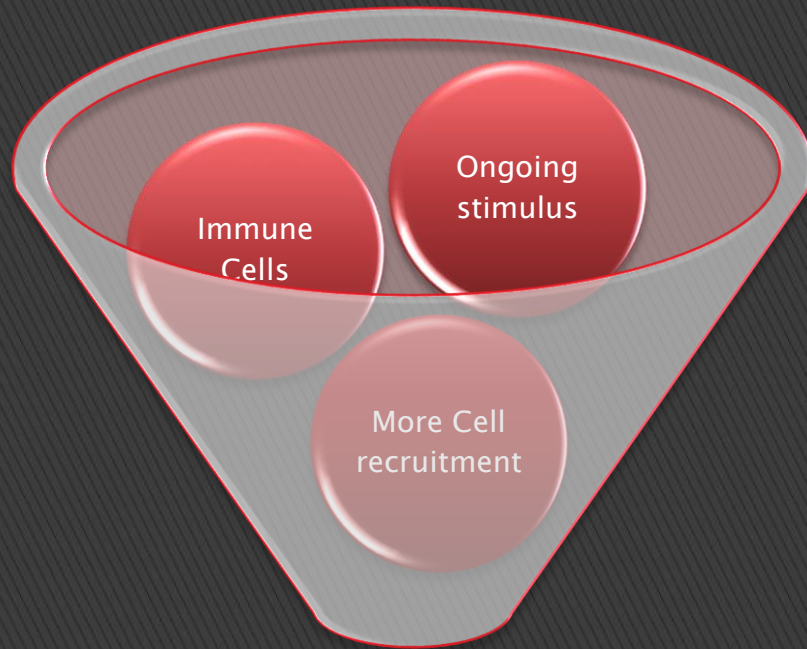 Ongoing
stimulus
Immune
Cells
More Cell
recruitment